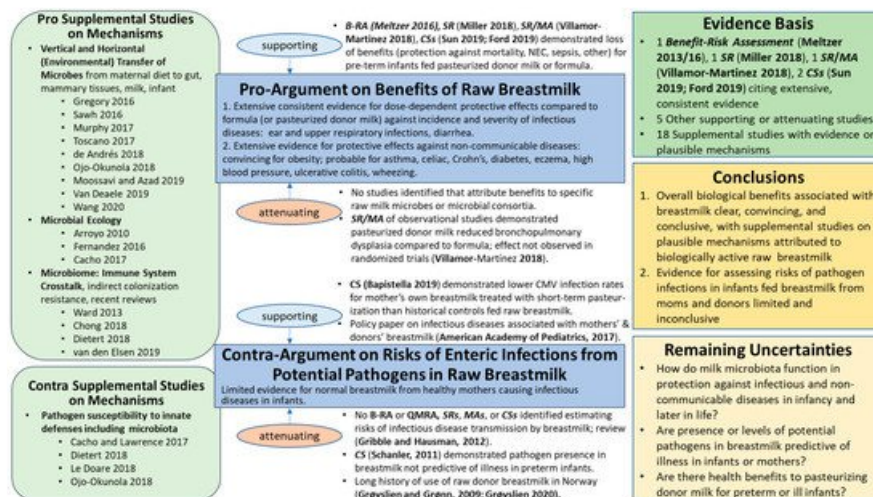 Pro Supplemental Studies
on Mechanisms
• Vertical and Horizontal
(Environmental) Transfer of
Microbes from maternal diet to gut,
mammary tissues, milk, infant
• Gregory 2016
• Sawh 2016
• Murphy 2017
• Toscano 2017
• de Andrés 2018
• Ojo-Okunola 2018
• Moossavi and Azad 2019
• Van Deaele 2019
• Wang 2020
• Microbial Ecology
• Arroyo 2010
• Fernandez 2016
• Cacho 2017
• Microbiome: Immune System
Crosstalk, indirect colonization
resistance, recent reviews
• Ward 2013
• Chong 2018
• Dietert 2018
• van den Elsen 2019
Contra Supplemental Studies
on Mechanisms
• Pathogen susceptibility to innate
defenses including microbiota
• Cacho and Lawrence 2017
• Dietert 2018
• Le Doare 2018
• Ojo-Okunola 2018
supporting
• B-RA (Meltzer 2016), SR (Miller 2018), SR/MA (Villamor-
Martinez 2018), CSs (Sun 2019; Ford 2019) demonstrated loss
of benefits (protection against mortality, NEC, sepsis, other) for
pre-term infants fed pasteurized donor milk or formula.
Pro-Argument on Benefits of Raw Breastmilk
1. Extensive consistent evidence for dose-dependent protective effects compared to
formula (or pasteurized donor milk) against incidence and severity of infectious
diseases: ear and upper respiratory infections, diarrhea.
2. Extensive evidence for protective effects against non-communicable diseases:
convincing for obesity; probable for asthma, celiac, Crohn's, diabetes, eczema, high
blood pressure, ulcerative colitis, wheezing.
attenuating
• No studies identified that attribute benefits to specific
raw milk microbes or microbial consortia.
• SR/MA of observational studies demonstrated
pasteurized donor milk reduced bronchopulmonary
dysplasia compared to formula; effect not observed in
randomized trials (Villamor-Martinez 2018).
supporting
• CS (Bapistella 2019) demonstrated lower CMV infection rates
for mother's own breastmilk treated with short-term pasteur-
ization than historical controls fed raw breastmilk.
• Policy paper on infectious diseases associated with mothers' &
donors' breastmilk (American Academy of Pediatrics, 2017).
Contra-Argument on Risks of Enteric Infections from
Potential Pathogens in Raw Breastmilk
Limited evidence for normal breastmilk from healthy mothers causing infectious
diseases in infants.
attenuating
• No B-RA or QMRA, SRs, MAs, or CSs identified estimating
risks of infectious disease transmission by breastmilk; review
(Gribble and Hausman, 2012).
• CS (Schanler, 2011) demonstrated pathogen presence in
breastmilk not predictive of illness in preterm infants.
• Long history of use of raw donor breastmilk in Norway
(Grøvslien and Grønn, 2009; Grøvslien 2020).
Evidence Basis
• 1 Benefit-Risk Assessment (Meltzer
2013/16), 1 SR (Miller 2018), 1 SR/MA
(Villamor-Martinez 2018), 2 CSs (Sun
2019; Ford 2019) citing extensive,
consistent evidence
• 5 Other supporting or attenuating studies
• 18 Supplemental studies with evidence or
plausible mechanisms
Conclusions
1. Overall biological benefits associated with
breastmilk clear, convincing, and
conclusive, with supplemental studies on
plausible mechanisms attributed to
biologically active raw breastmilk
2. Evidence for assessing risks of pathogen
infections in infants fed breastmilk from
moms and donors limited and
inconclusive
Remaining Uncertainties
• How do milk microbiota function in
protection against infectious and non-
communicable diseases in infancy and
later in life?
• Are presence or levels of potential
pathogens in breastmilk predictive of
illness in infants or mothers?
• Are there health benefits to pasteurizing
donor milk for preterm or ill infants?